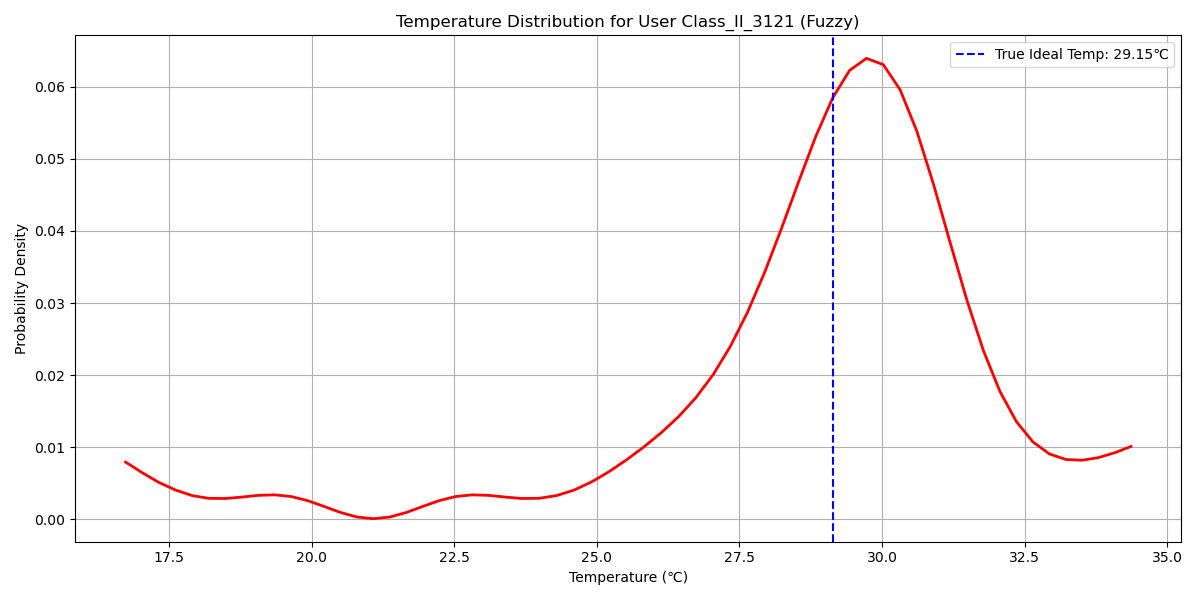 Temperature Distribution for User Class_II_3121 (Fuzzy)
True Ideal Temp: 29.15℃
Probability Density
0.06
0.05
0.04
0.03
0.02
0.01
0.00
17.5 20.0 22.5 25.0 27.5 30.0 32.5 35.0
Temperature (℃)